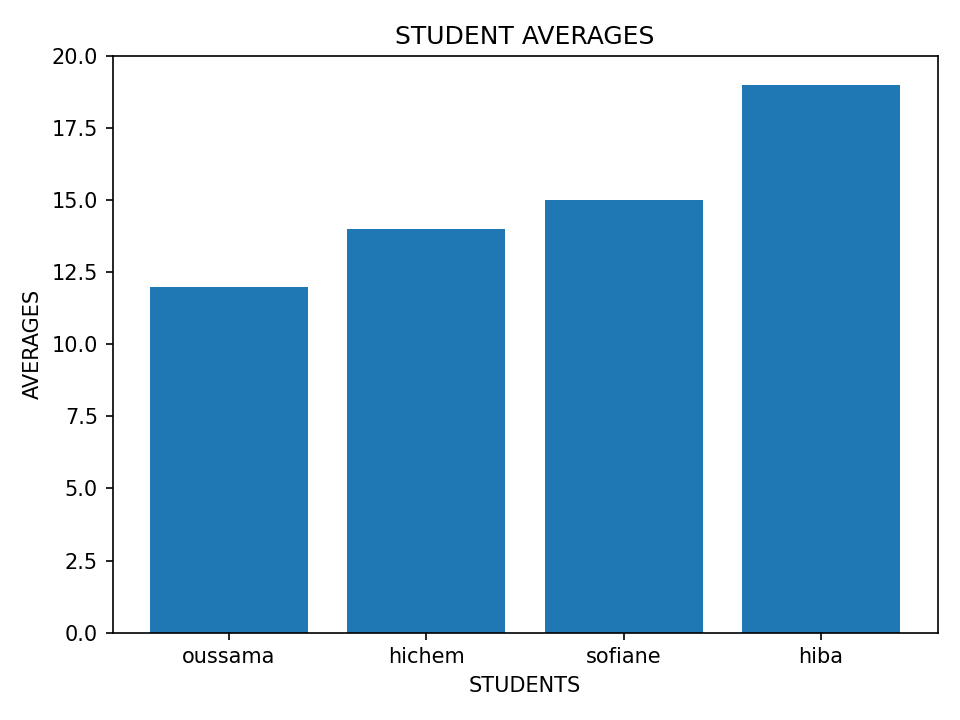 STUDENT AVERAGES
20.0
17.5
15.0
12.5
10.0
7.5
5.0
2.5
0.0
AVERAGES
oussama hichem sofiane hiba
STUDENTS